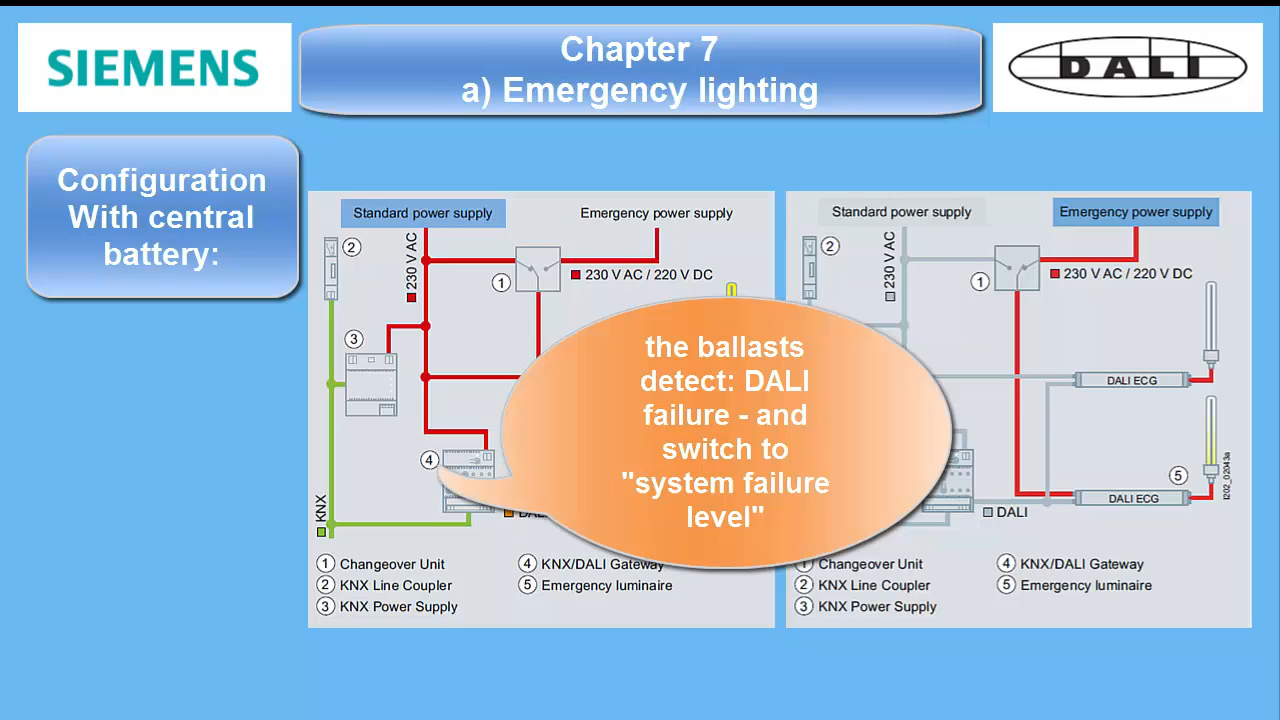 SIEMENS
Chapter 7
a) Emergency lighting
DALI
Configuration
With central
battery:
Standard power supply
Emergency power supply
2
230 V AC
1
230 V AC / 220 V DC
3
4
KNX
1 Changeover Unit
2 KNX Line Coupler
3 KNX Power Supply
4 KNX/DALI Gateway
5 Emergency luminaire
the ballasts
detect: DALI
failure - and
switch to
"system failure
level"
Standard power supply
Emergency power supply
2
230 V AC
1
230 V AC / 220 V DC
DALI ECG
5
DALI ECG
I202_02043a
DALI
1 Changeover Unit
2 KNX Line Coupler
3 KNX Power Supply
4 KNX/DALI Gateway
5 Emergency luminaire